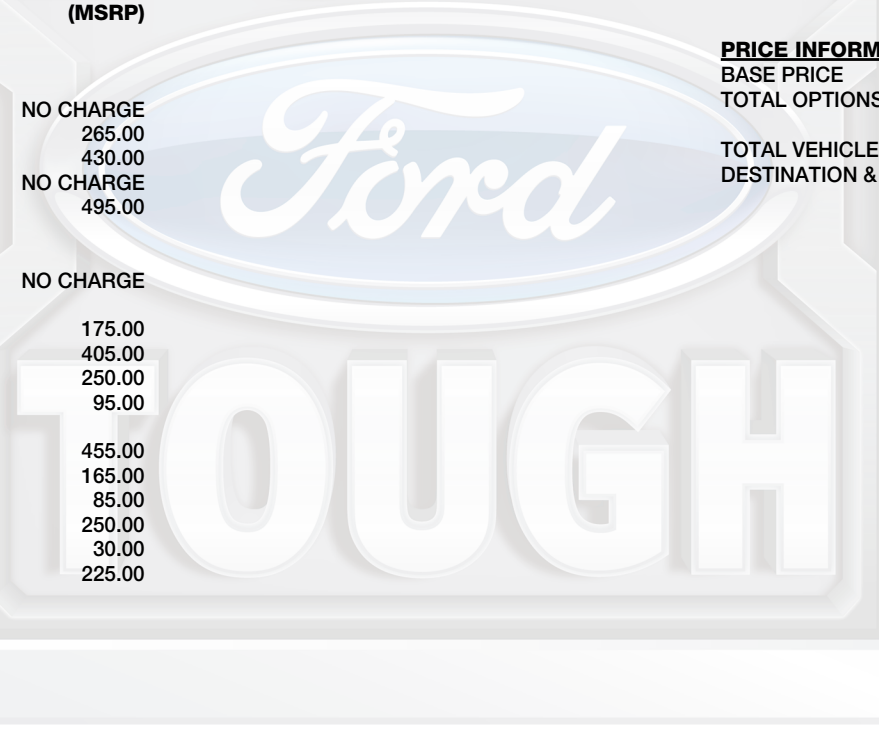 (MSRP)
NO CHARGE
265.00
430.00
NO CHARGE
495.00
NO CHARGE
175.00
405.00
250.00
95.00
455.00
165.00
85.00
250.00
30.00
225.00
PRICE INFORM
BASE PRICE
TOTAL OPTIONS
TOTAL VEHICLE
DESTINATION &
Ford
TOUGH